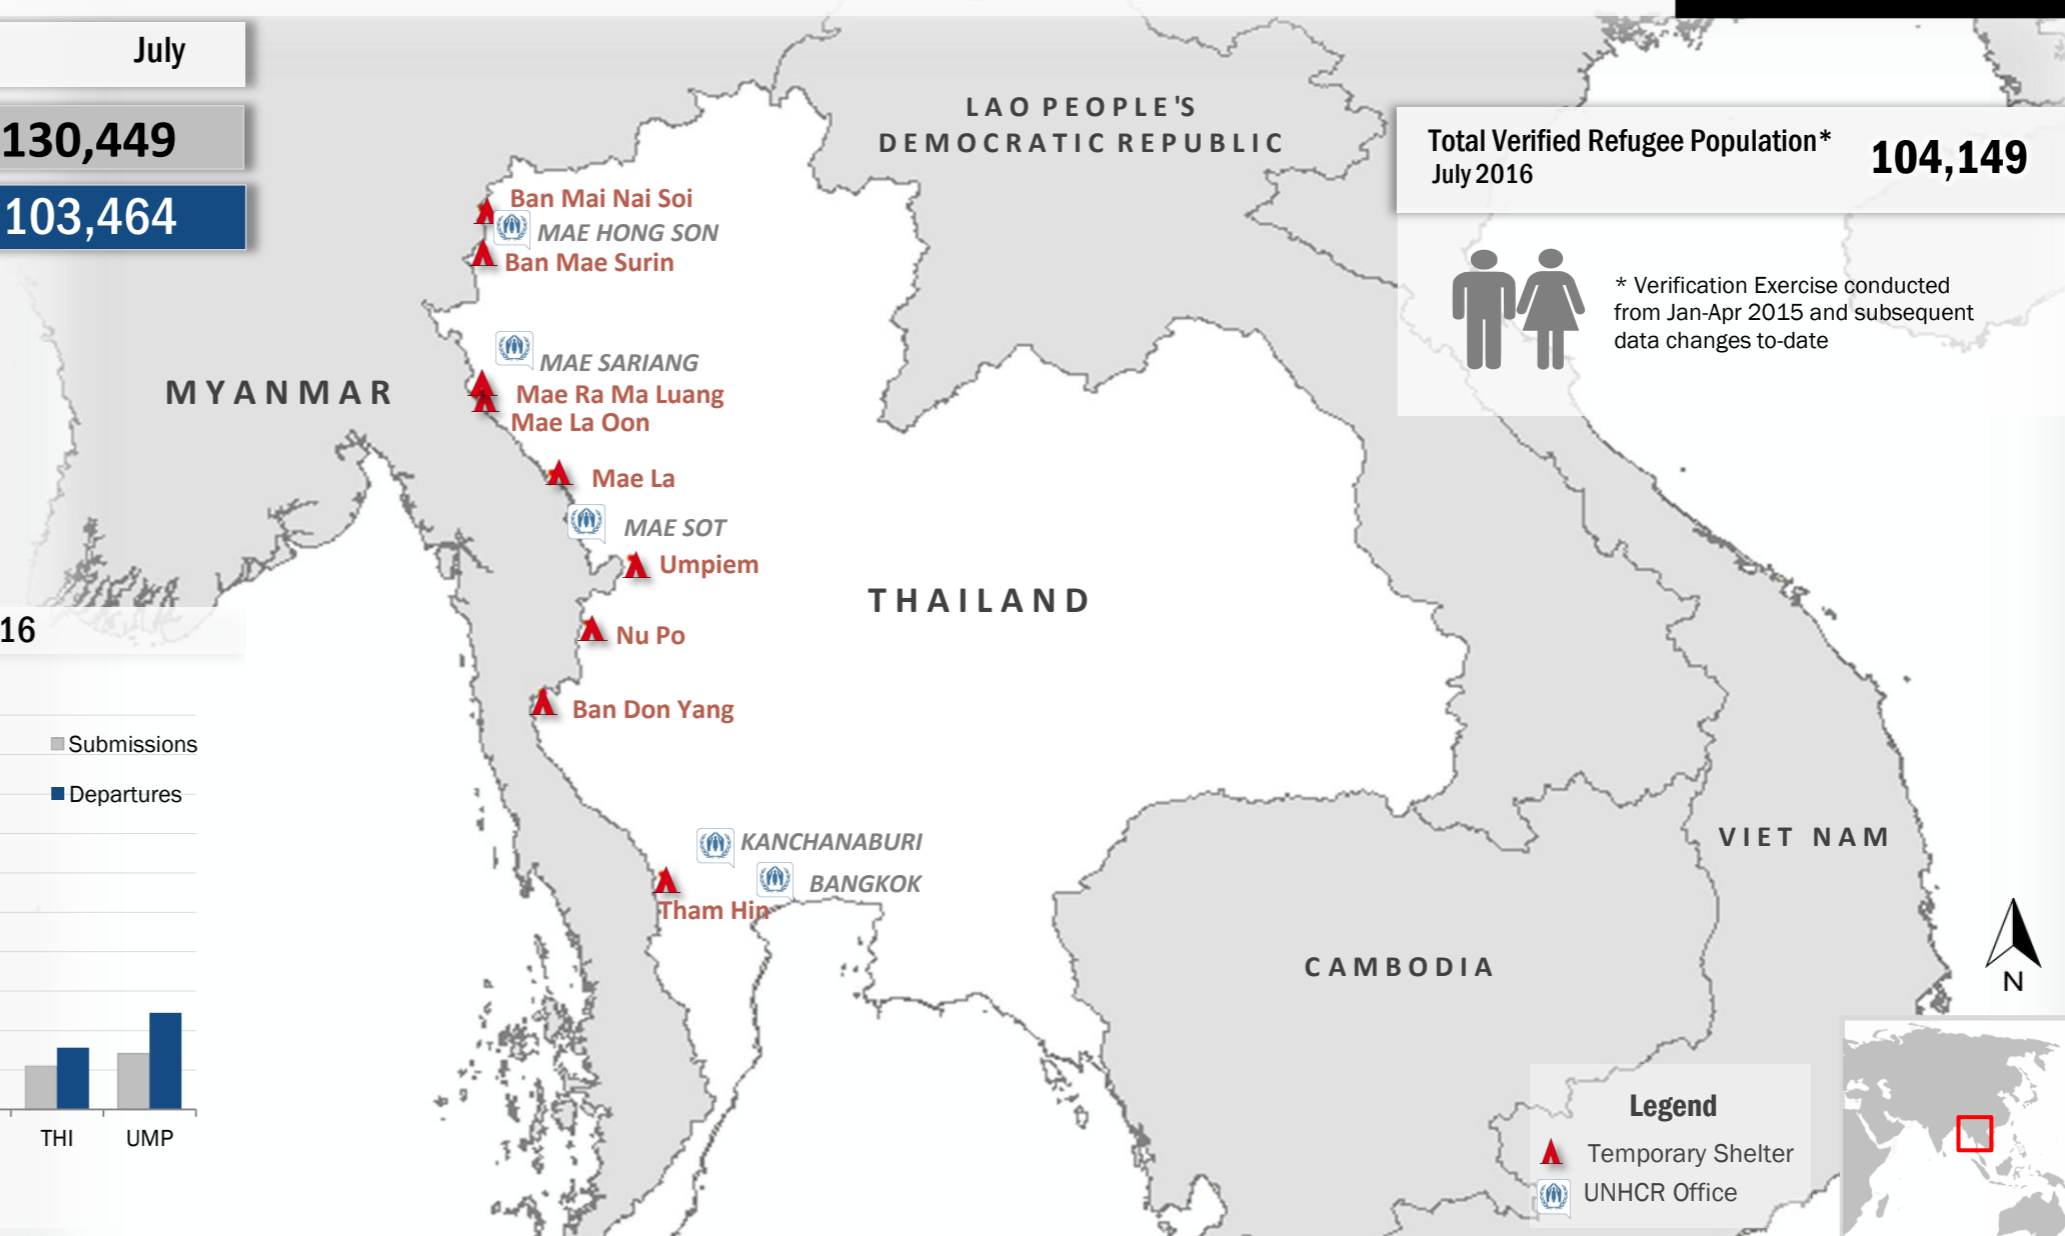 July
130,449
103,464
LAO PEOPLE'S
DEMOCRATIC REPUBLIC
Total Verified Refugee Population*
July 2016
104,149
* Verification Exercise conducted
from Jan-Apr 2015 and subsequent
data changes to-date
Ban Mai Nai Soi
MAE HONG SON
Ban Mae Surin
MAE SARIANG
MYANMAR
Mae Ra Ma Luang
Mae La Oon
Mae La
MAE SOT
Umpiem
THAILAND
Nu Po
16
Ban Don Yang
Submissions
Departures
KANCHANABURI
VIET NAM
BANGKOK
Tham Hin
CAMBODIA
N
THI
UMP
Legend
Temporary Shelter
UNHCR Office